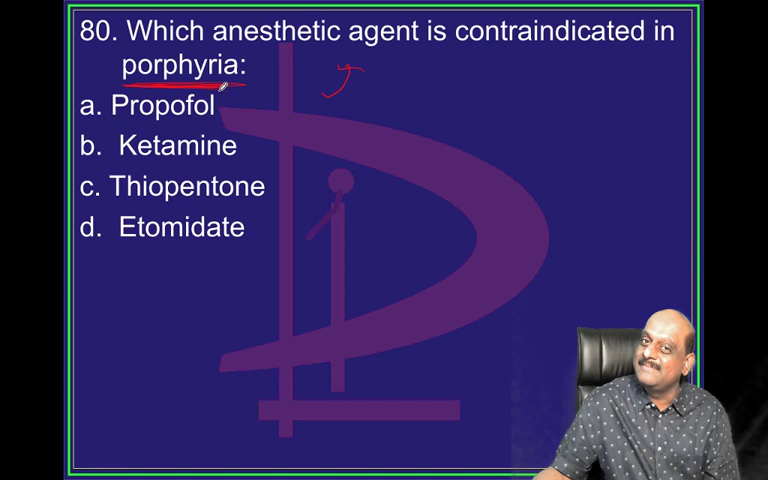 80. Which anesthetic agent is contraindicated in
porphyria:
a. Propofol
b. Ketamine
c. Thiopentone
d. Etomidate